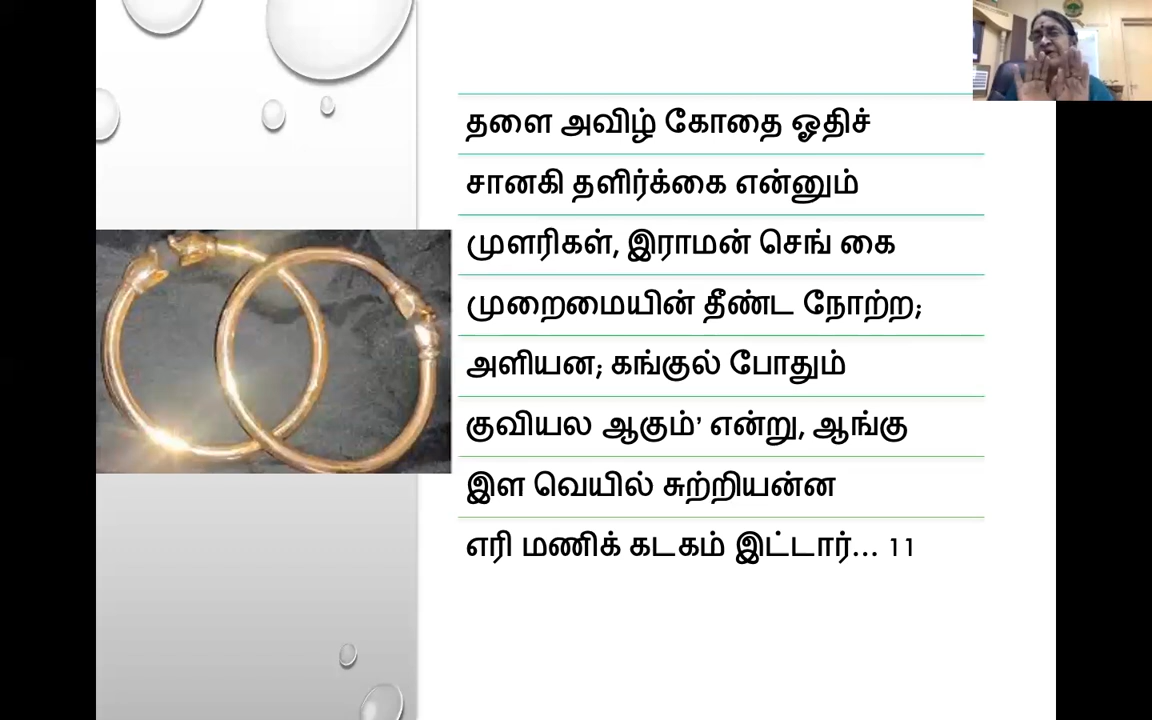 தளை அவிழ் கோதை ஓதிச்
சானகி தளிர்க்கை என்னும்
முளரிகள், இராமன் செங் கை
முறைமையின் தீண்ட நோற்ற;
அளியன; கங்குல் போதும்
குவியல ஆகும்' என்று, ஆங்கு
இள வெயில் சுற்றியன்ன
எரி மணிக் கடகம் இட்டார்... 11